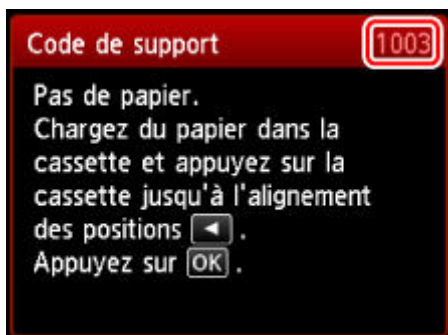 Code de support 1003
Pas de papier.
Chargez du papier dans la
cassette et appuyez sur la
cassette jusqu'à l'alignement
des positions ◀ .
Appuyez sur OK .